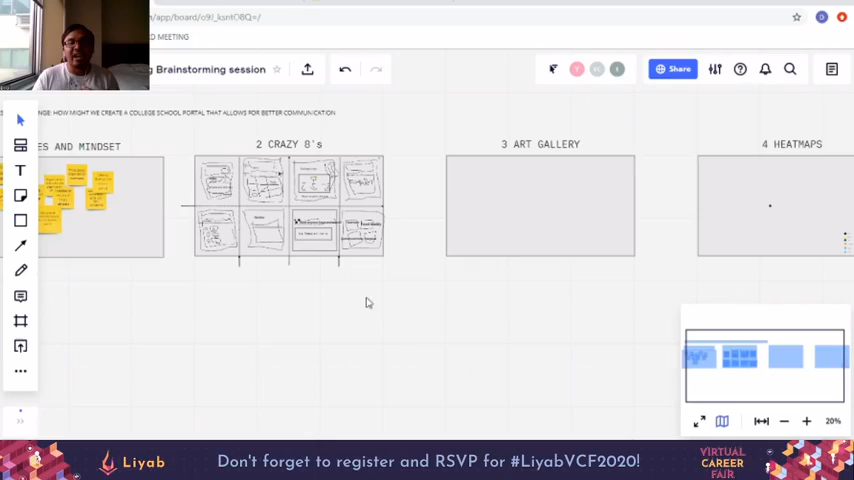 /app/board/o9J_ksntO8Q=/
D MEETING
g Brainstorming session
Share
NGE: HOW MIGHT WE CREATE A COLLEGE SCHOOL PORTAL THAT ALLOWS FOR BETTER COMMUNICATION
ES AND MINDSET
2 CRAZY 8's
3 ART GALLERY
4 HEATMAPS
20%
Liyab
Don't forget to register and RSVP for #LiyabVCF2020!
VIRTUAL
CAREER
FAIR